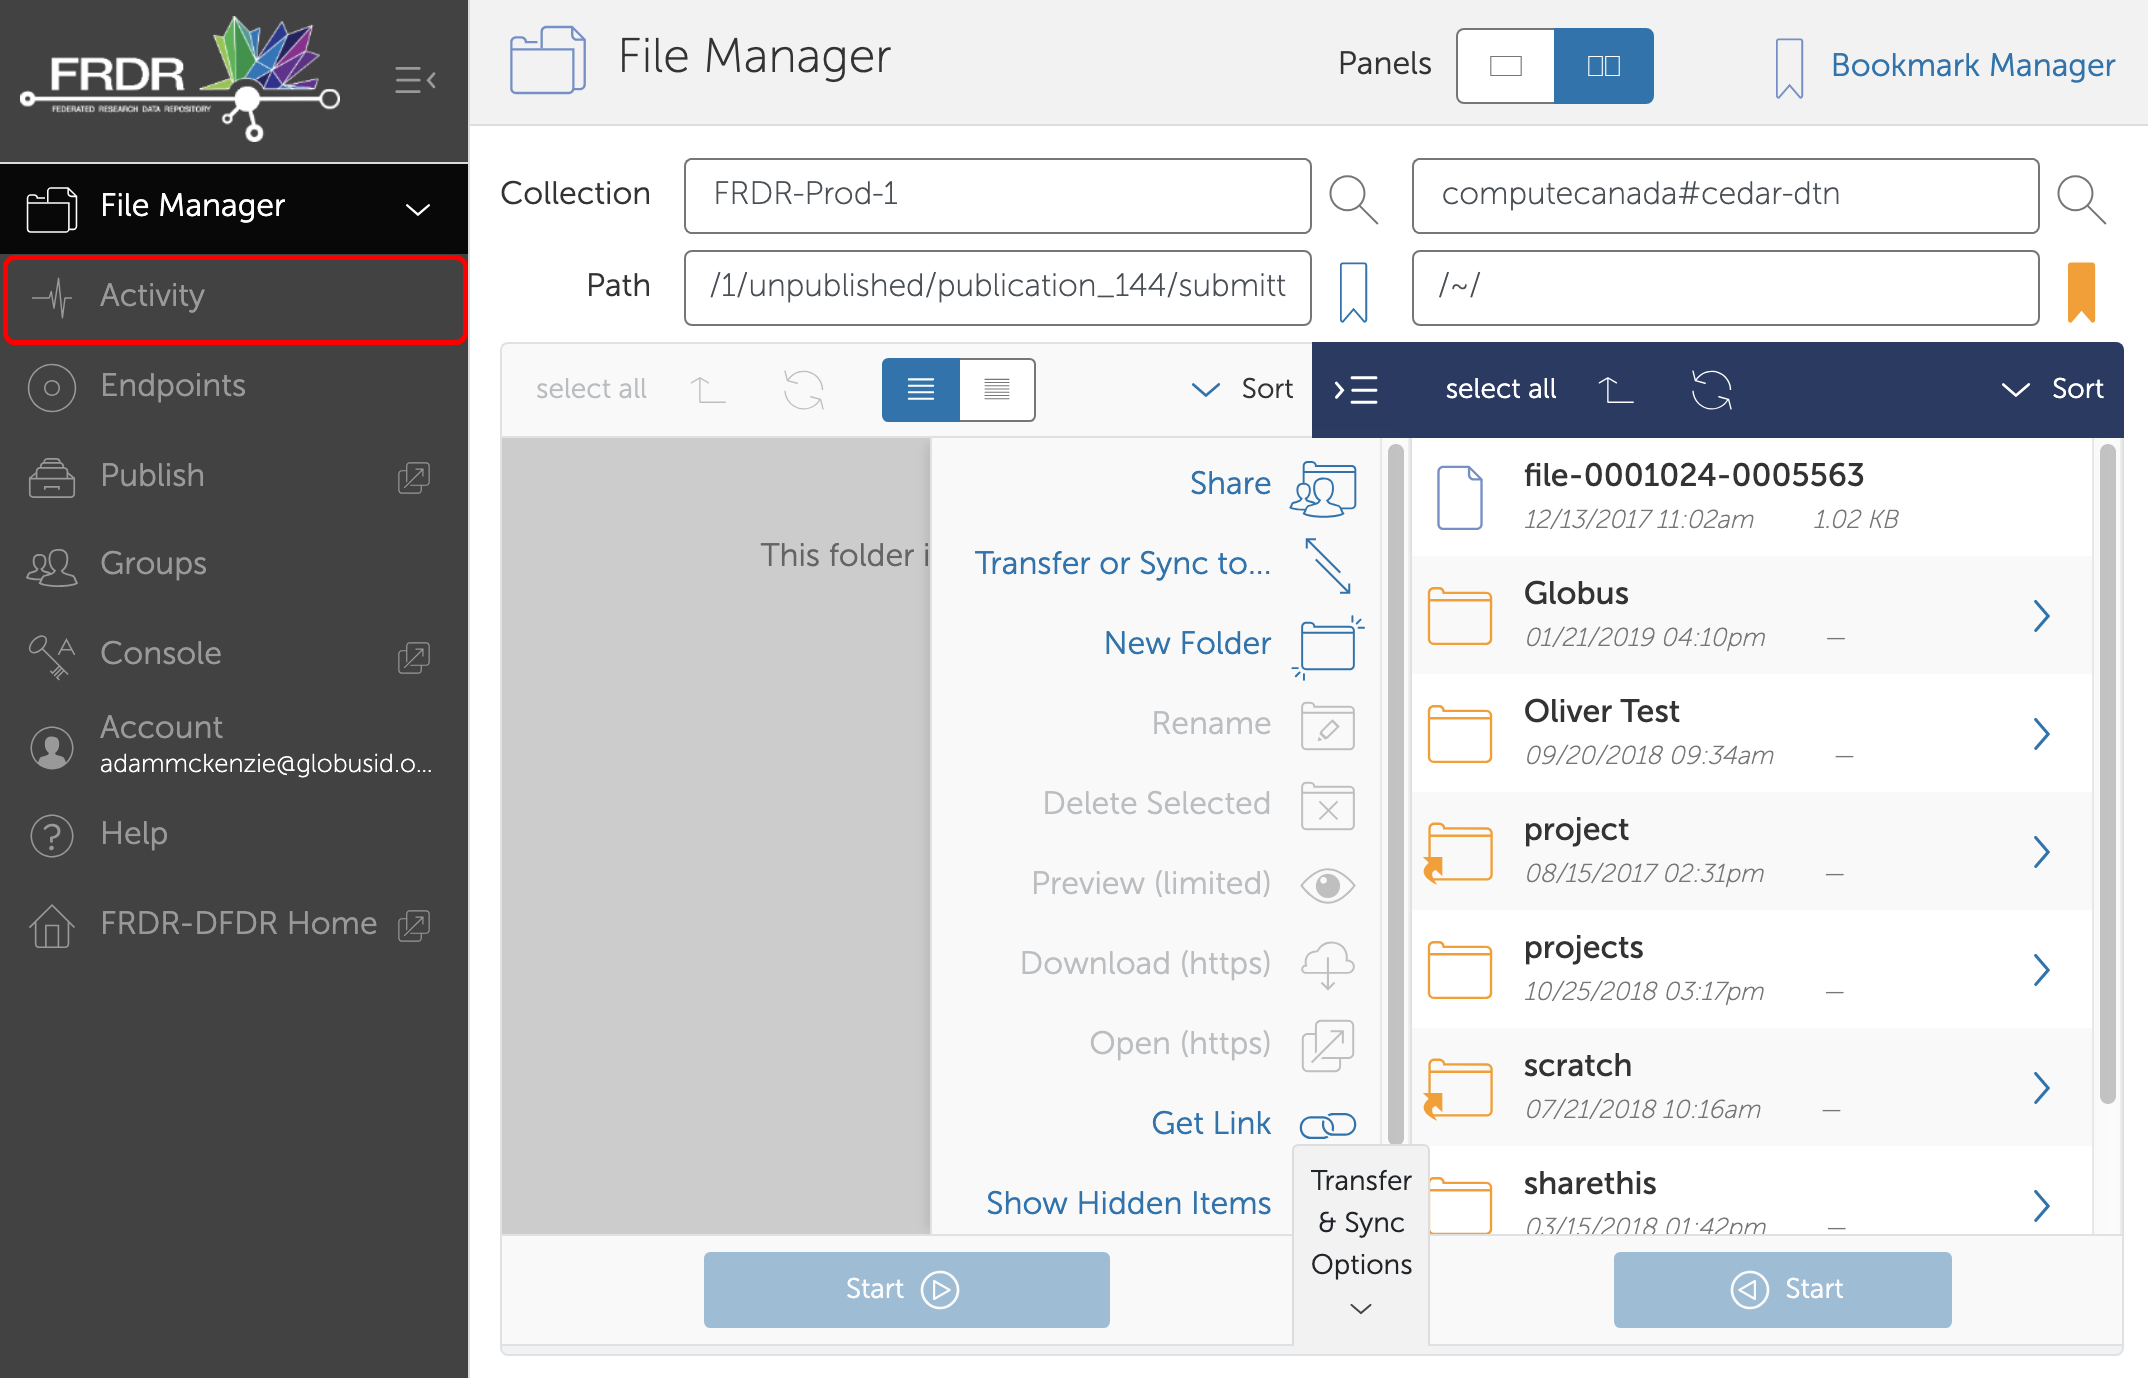 FRDR
FEDERATED RESEARCH DATA REPOSITORY
File Manager
Activity
Endpoints
Publish
Groups
Console
Account
adammckenzie@globusid.o...
Help
FRDR-DFDR Home
File Manager
Panels
Bookmark Manager
Collection
FRDR-Prod-1
computecanada#cedar-dtn
Path
/1/unpublished/publication_144/submitt
/~/
select all
Sort
select all
Sort
This folder i
Share
Transfer or Sync to...
New Folder
Rename
Delete Selected
Preview (limited)
Download (https)
Open (https)
Get Link
Show Hidden Items
file-0001024-0005563
12/13/2017 11:02am 1.02 KB
Globus
01/21/2019 04:10pm —
Oliver Test
09/20/2018 09:34am —
project
08/15/2017 02:31pm —
projects
10/25/2018 03:17pm —
scratch
07/21/2018 10:16am —
sharethis
03/15/2018 01:42pm —
Start
Transfer
& Sync
Options
Start